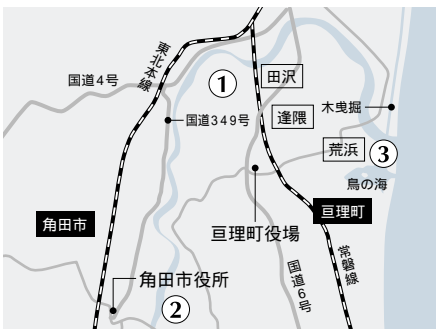 東北本線
国道4号
①
田沢
木曳掘
国道349号
逢隈
荒浜
③
鳥の海
角田市
亘理町
亘理町役場
角田市役所
②
国道6号
常磐線